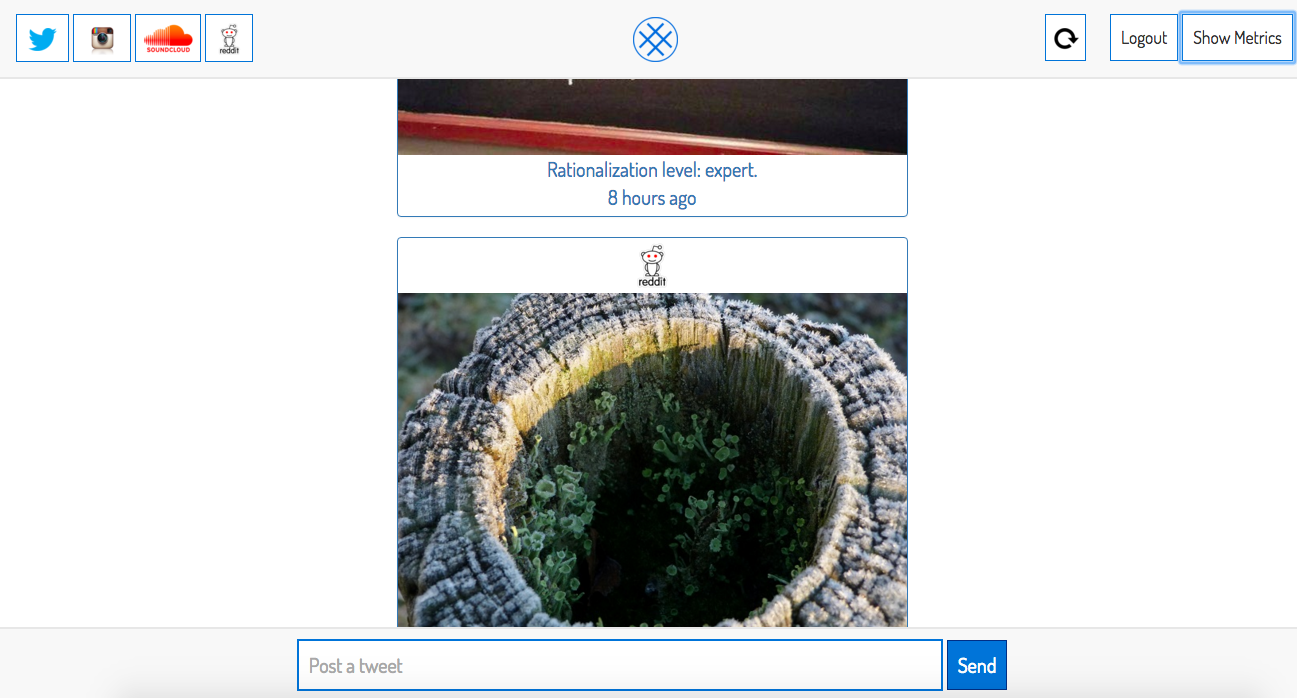 SOUNDCLOUD
reddit
Logout
Show Metrics
Rationalization level: expert.
8 hours ago
reddit
Post a tweet
Send